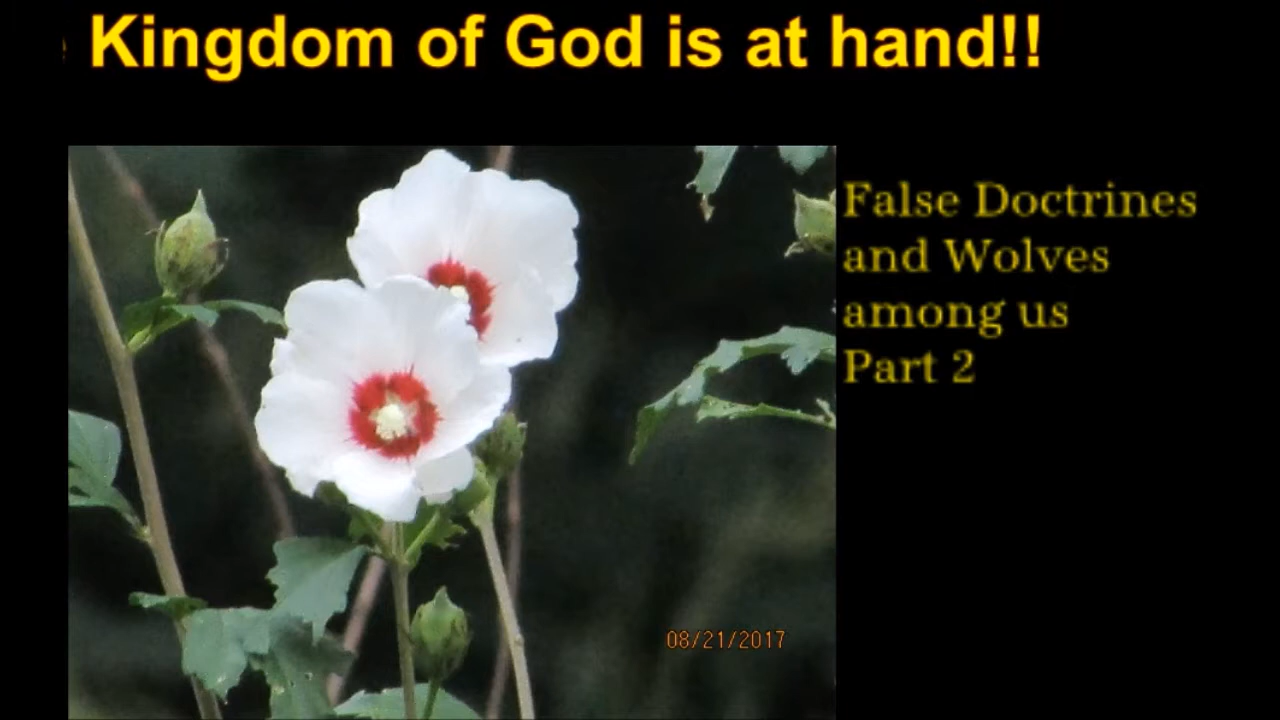 Kingdom of God is at hand!!
False Doctrines
and Wolves
among us
Part 2
08/21/2017